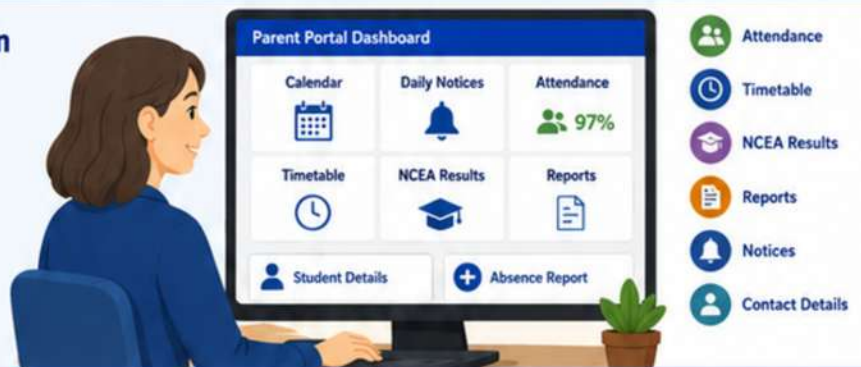 n
Parent Portal Dashboard
Calendar
Daily Notices
Attendance
97%
Timetable
NCEA Results
Reports
Student Details
Absence Report
Attendance
Timetable
NCEA Results
Reports
Notices
Contact Details